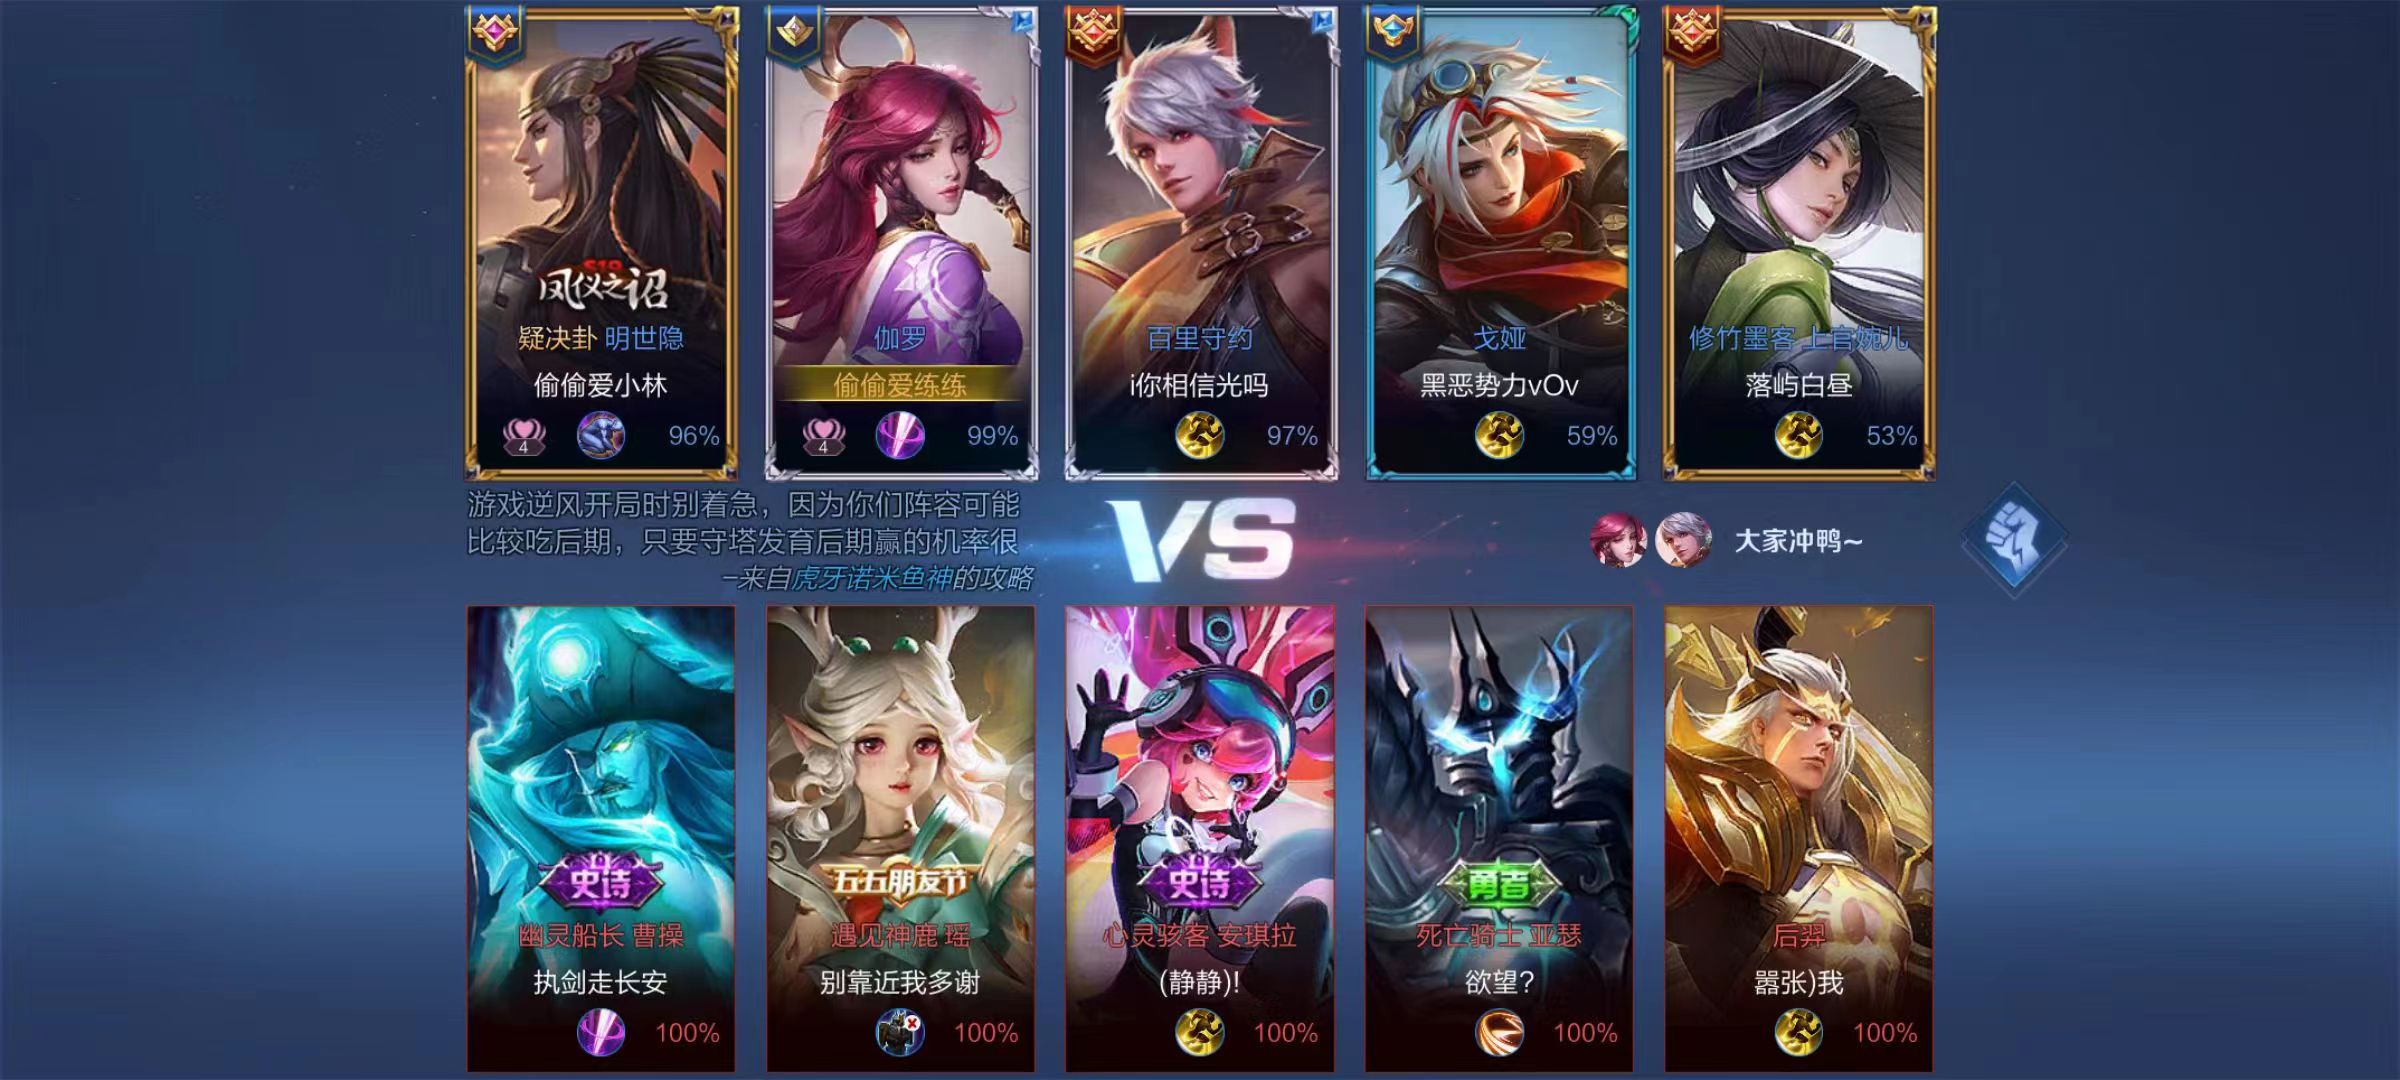 S19
凤仪之诏
疑决卦 明世隐
偷偷爱小林
4 96%
伽罗
偷偷爱练练
4 99%
百里守约
i你相信光吗
97%
戈娅
黑恶势力vOv
59%
修竹墨客 上官婉儿
落屿白昼
53%
游戏逆风开局时别着急，因为你们阵容可能
比较吃后期，只要守塔发育后期赢的机率很
-来自虎牙诺米鱼神的攻略
VS
大家冲鸭~
史诗
幽灵船长 曹操
执剑走长安
100%
五五朋友节
遇见神鹿 瑶
别靠近我多谢
100%
史诗
心灵骇客 安琪拉
(静静)!
100%
勇者
死亡骑士 亚瑟
欲望?
100%
后羿
嚣张)我
100%